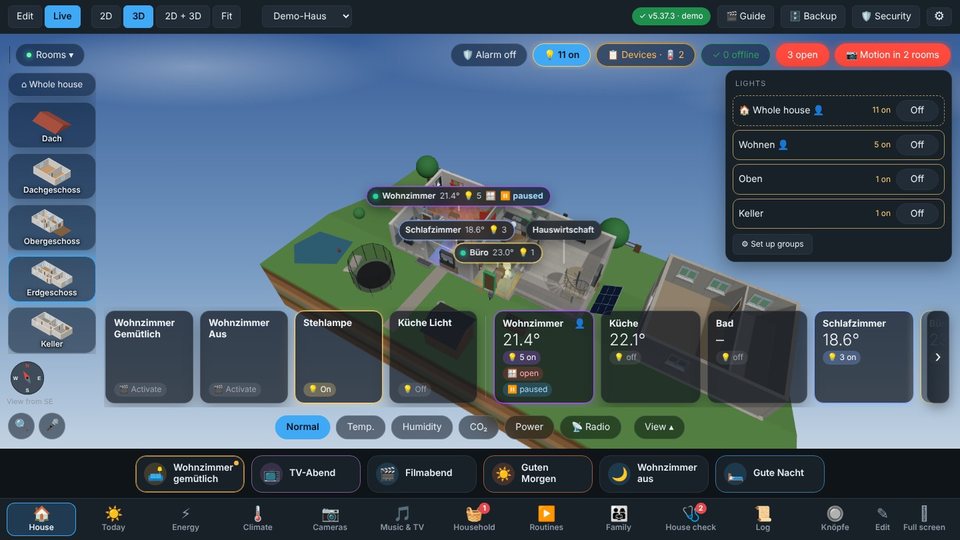 Edit Live 2D 3D 2D + 3D Fit Demo-Haus ✓ v5.37.3 · demo Guide Backup Security
Rooms ▾ Alarm off 11 on Devices · 2 ✓ 0 offline 3 open Motion in 2 rooms
Whole house
Dach
Dachgeschoss
Obergeschoss
Erdgeschoss
Keller
N
W E
S
View from SE
LIGHTS
Whole house 11 on Off
Wohnen 5 on Off
Oben 1 on Off
Keller 1 on Off
Set up groups
Wohnzimmer 21.4° 5 paused
Schlafzimmer 18.6° 3
Hauswirtschaft
Büro 23.0° 1
Wohnzimmer
Gemütlich
Activate
Wohnzimmer
Aus
Activate
Stehlampe
On
Küche Licht
Off
Wohnzimmer
21.4°
5 on
open
paused
Küche
22.1°
off
Bad
–
off
Schlafzimmer
18.6°
3 on
Normal Temp. Humidity CO₂ Power Radio View ▴
Wohnzimmer
gemütlich
TV-Abend
Filmabend
Guten
Morgen
Wohnzimmer
aus
Gute Nacht
House Today Energy Climate Cameras Music & TV Household 1 Routines Family House check 2 Log Knöpfe Edit Full screen